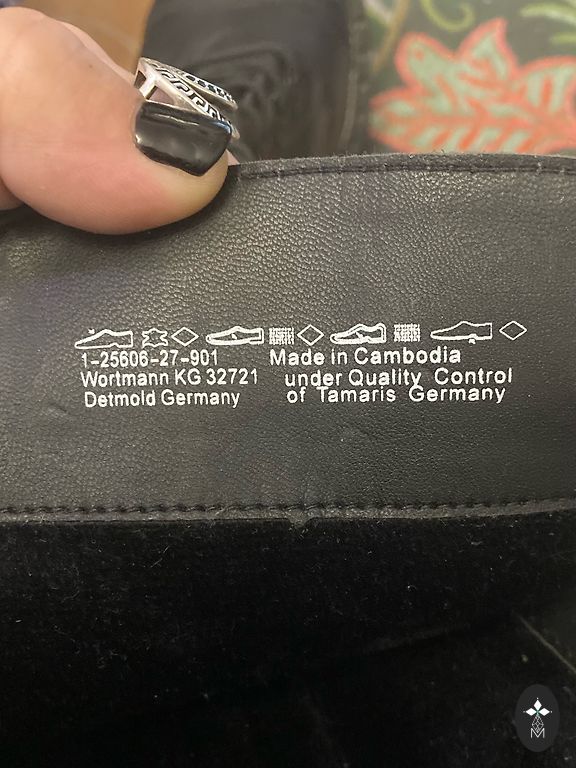 1-25606-27-901
Wortmann KG 32721
Detmold Germany
Made in Cambodia
under Quality Control
of Tamaris Germany
M